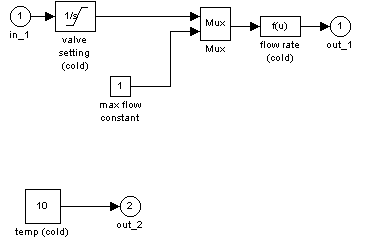 1
in_1
1/s
valve
setting
(cold)
1
max flow
constant
Mux
Mux
f(u)
flow rate
(cold)
1
out_1
10
temp (cold)
2
out_2